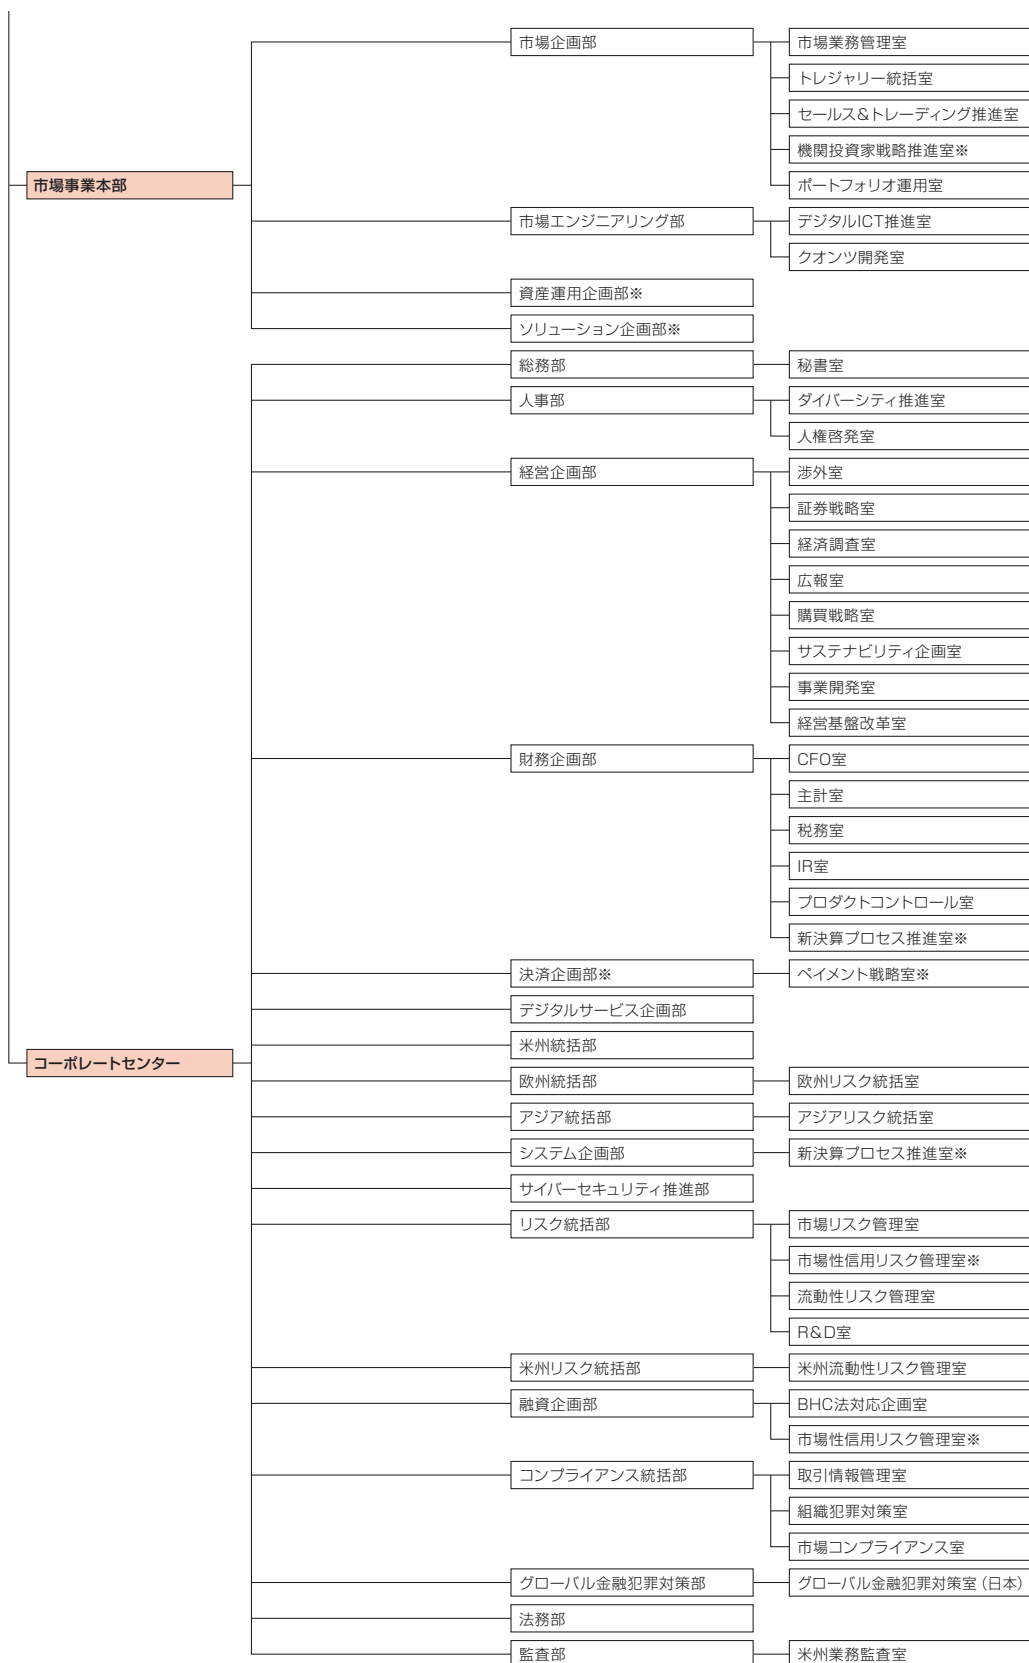 市場企画部
市場業務管理室
トレジャリー統括室
セールス&トレーディング推進室
機関投資家戦略推進室※
市場事業本部
ポートフォリオ運用室
市場エンジニアリング部
デジタルICT推進室
クオンツ開発室
資産運用企画部※
ソリューション企画部※
総務部
秘書室
人事部
ダイバーシティ推進室
人権啓発室
経営企画部
渉外室
証券戦略室
経済調査室
広報室
購買戦略室
サステナビリティ企画室
事業開発室
経営基盤改革室
財務企画部
CFO室
主計室
税務室
IR室
プロダクトコントロール室
新決算プロセス推進室※
決済企画部※
ペイメント戦略室※
デジタルサービス企画部
米州統括部
コーポレートセンター
欧州統括部
欧州リスク統括室
アジア統括部
アジアリスク統括室
システム企画部
新決算プロセス推進室※
サイバーセキュリティ推進部
リスク統括部
市場リスク管理室
市場性信用リスク管理室※
流動性リスク管理室
R&D室
米州リスク統括部
米州流動性リスク管理室
融資企画部
BHC法対応企画室
市場性信用リスク管理室※
コンプライアンス統括部
取引情報管理室
組織犯罪対策室
市場コンプライアンス室
グローバル金融犯罪対策部
グローバル金融犯罪対策室(日本)
法務部
監査部
米州業務監査室